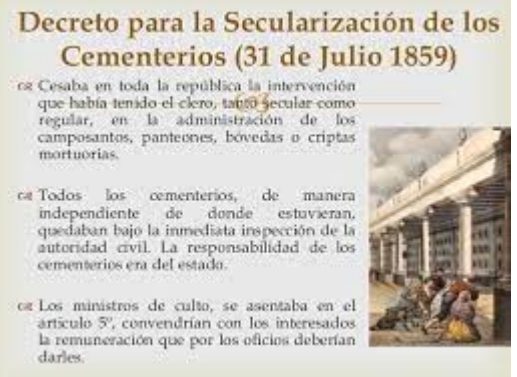 Decreto para la Secularización de los
Cementerios (31 de Julio 1859)
Cesaba en toda la república la intervención
que había tenido el clero, tanto secular como
regular, en la administración de los
camposantos, panteones, bóvedas o criptas
mortuorias.
Todos los cementerios, de manera
independiente de donde estuvieran,
quedaban bajo la inmediata inspección de la
autoridad civil. La responsabilidad de los
cementerios era del estado.
Los ministros de culto, se asentaba en el
artículo 5º, convendrían con los interesados
la remuneración que por los oficios deberían
darles.